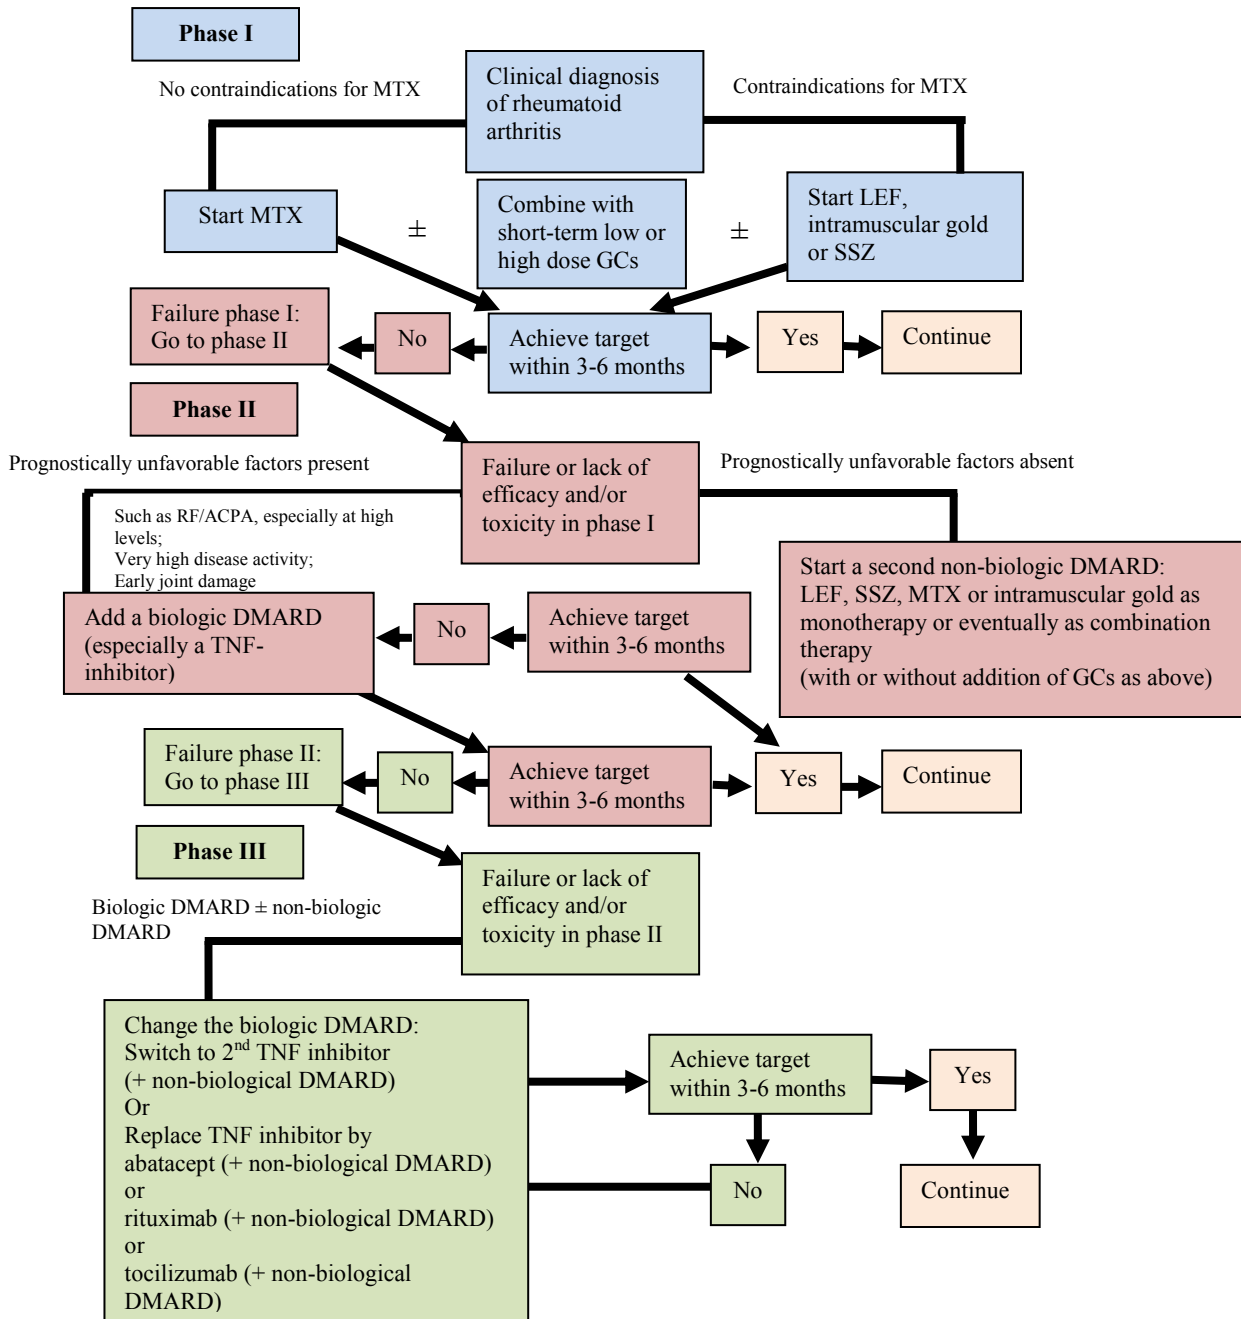 Phase I
No contraindications for MTX
Clinical diagnosis
of rheumatoid
arthritis
Contraindications for MTX
Start MTX
±
Combine with
short-term low or
high dose GCs
±
Start LEF,
intramuscular gold
or SSZ
Failure phase I:
Go to phase II
No
Achieve target
within 3-6 months
Yes
Continue
Phase II
Prognostically unfavorable factors present
Failure or lack of
efficacy and/or
toxicity in phase I
Prognostically unfavorable factors absent
Such as RF/ACPA, especially at high
levels;
Very high disease activity;
Early joint damage
Start a second non-biologic DMARD:
LEF, SSZ, MTX or intramuscular gold as
monotherapy or eventually as combination
therapy
(with or without addition of GCs as above)
Add a biologic DMARD
(especially a TNF-
inhibitor)
No
Achieve target
within 3-6 months
Failure phase II:
Go to phase III
No
Achieve target
within 3-6 months
Yes
Continue
Phase III
Biologic DMARD ± non-biologic
DMARD
Failure or lack of
efficacy and/or
toxicity in phase II
Change the biologic DMARD:
Switch to 2nd TNF inhibitor
(+ non-biological DMARD)
Or
Replace TNF inhibitor by
abatacept (+ non-biological DMARD)
or
rituximab (+ non-biological DMARD)
or
tocilizumab (+ non-biological
DMARD)
Achieve target
within 3-6 months
Yes
No
Continue